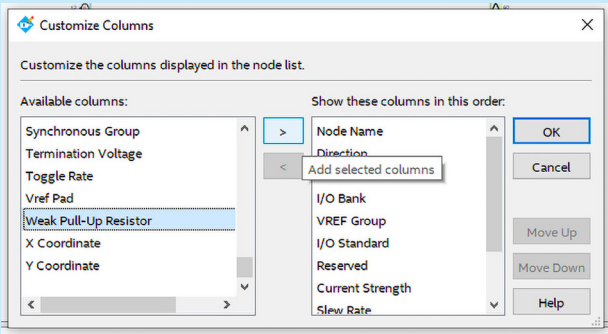 Customize Columns
Customize the columns displayed in the node list.
Available columns:
Synchronous Group
Termination Voltage
Toggle Rate
Vref Pad
Weak Pull-Up Resistor
X Coordinate
Y Coordinate
>
<
Add selected columns
Show these columns in this order:
Node Name
Direction
I/O Bank
VREF Group
I/O Standard
Reserved
Current Strength
Slew Rate
OK
Cancel
Move Up
Move Down
Help